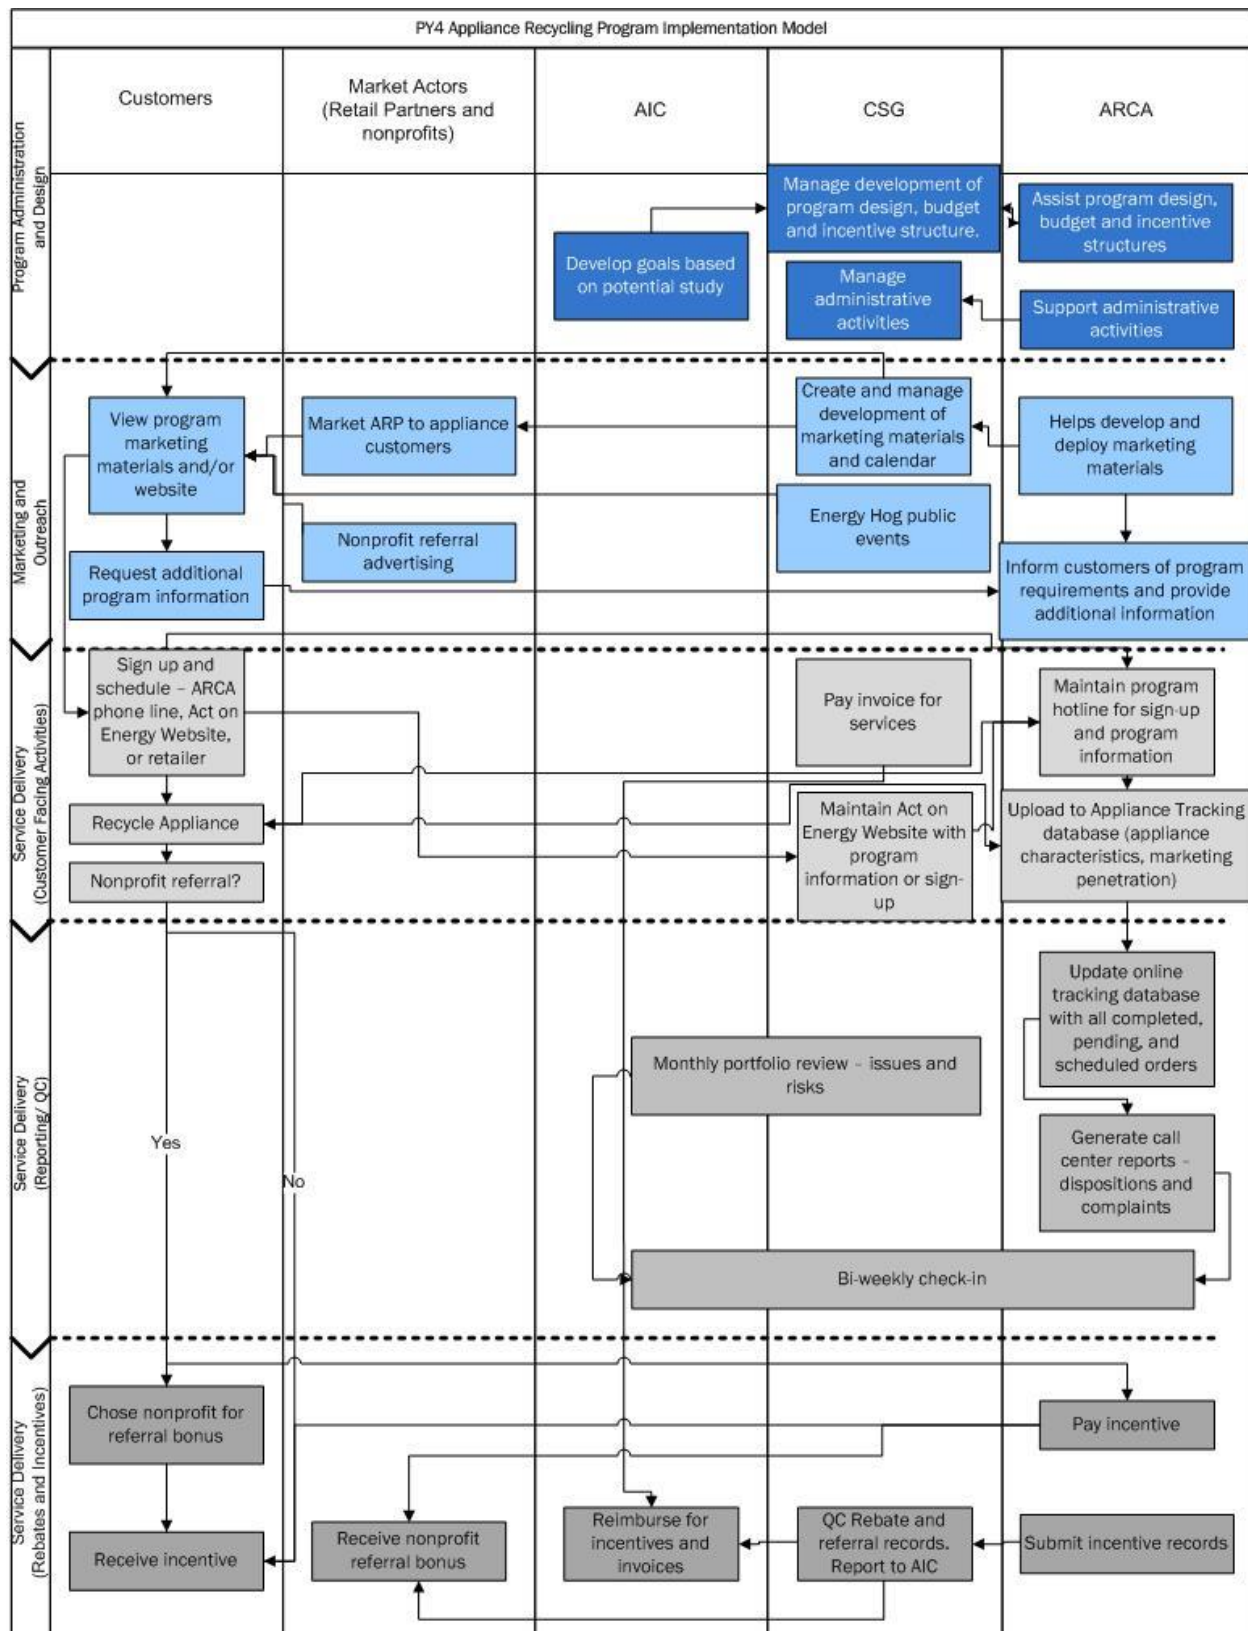 PY4 Appliance Recycling Program Implementation Model
Customers
Market Actors
(Retail Partners and
nonprofits)
AIC
CSG
ARCA
Program Administration
and Design
Manage development of
program design, budget
and incentive structure.
Assist program design,
budget and incentive
structures
Develop goals based
on potential study
Manage
administrative
activities
Support administrative
activities
Marketing and
Outreach
View program
marketing
materials and/or
website
Market ARP to appliance
customers
Create and manage
development of
marketing materials
and calendar
Helps develop and
deploy marketing
materials
Energy Hog public
events
Nonprofit referral
advertising
Request additional
program information
Inform customers of program
requirements and provide
additional information
Service Delivery
(Customer Facing Activities)
Sign up and
schedule – ARCA
phone line, Act on
Energy Website,
or retailer
Pay invoice for
services
Maintain program
hotline for sign-up
and program
information
Recycle Appliance
Maintain Act on
Energy Website with
program
information or sign-
up
Upload to Appliance Tracking
database (appliance
characteristics, marketing
penetration)
Nonprofit referral?
Service Delivery
(Reporting/ QC)
Update online
tracking database
with all completed,
pending, and
scheduled orders
Monthly portfolio review – issues and
risks
Yes
No
Generate call
center reports –
dispositions and
complaints
Bi-weekly check-in
Service Delivery
(Rebates and Incentives)
Chose nonprofit for
referral bonus
Pay incentive
Receive incentive
Receive nonprofit
referral bonus
Reimburse for
incentives and
invoices
QC Rebate and
referral records.
Report to AIC
Submit incentive records